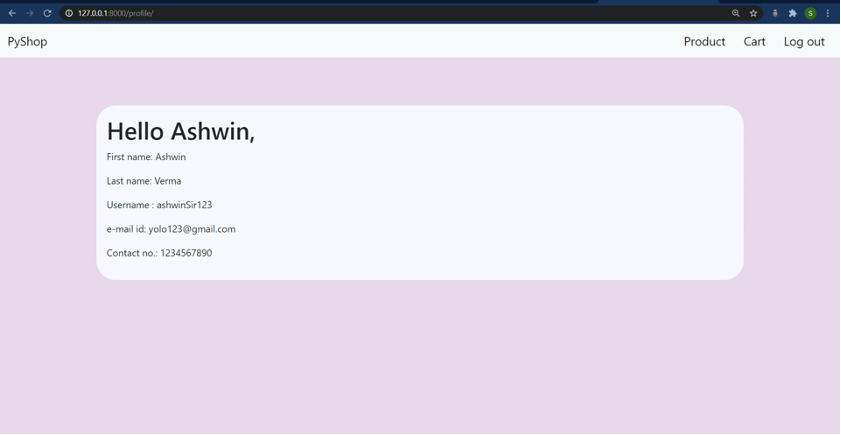 127.0.0.1:8000/profile/
S
PyShop
Product Cart Log out
Hello Ashwin,
First name: Ashwin
Last name: Verma
Username : ashwinSir123
e-mail id: yolo123@gmail.com
Contact no.: 1234567890